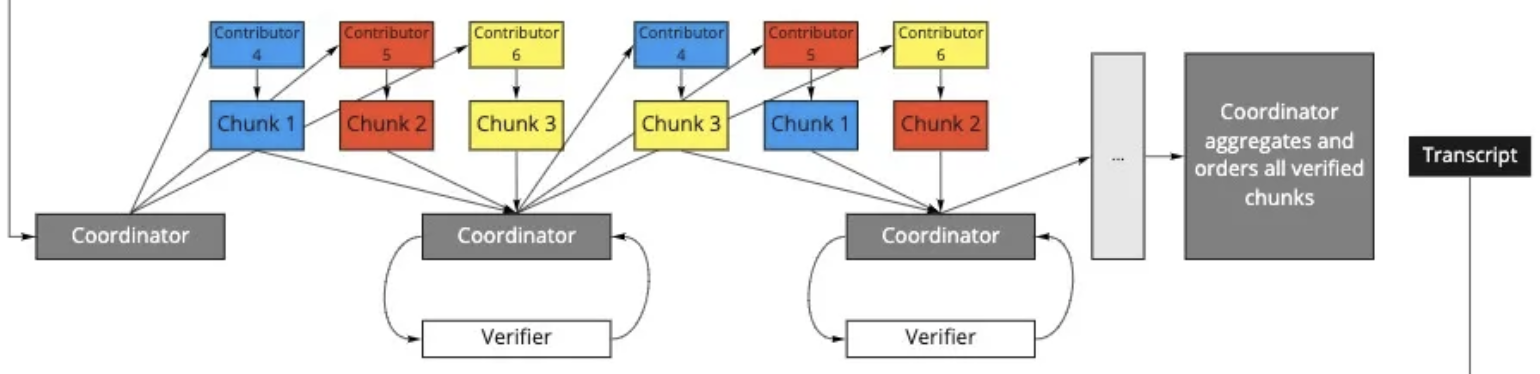 Contributor
4
Contributor
5
Contributor
6
Contributor
4
Contributor
5
Contributor
6
Chunk 1
Chunk 2
Chunk 3
Chunk 3
Chunk 1
Chunk 2
...
Coordinator
aggregates and
orders all verified
chunks
Transcript
Coordinator
Coordinator
Coordinator
Verifier
Verifier